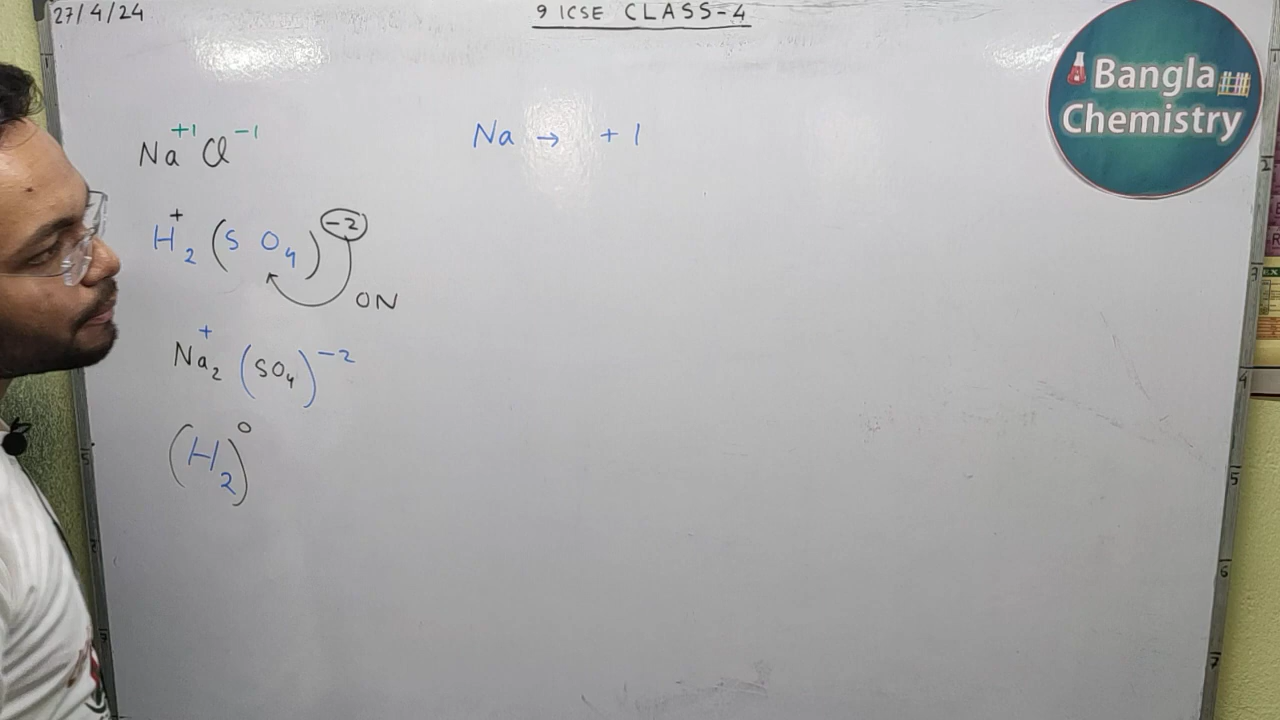 27/4/24
9 ICSE CLASS-4
Bangla
Chemistry
Na⁺¹ Cl⁻¹
Na → +1
H₂⁺ (SO₄)⁻²
ON
Na₂⁺ (SO₄)⁻²
(H₂)⁰